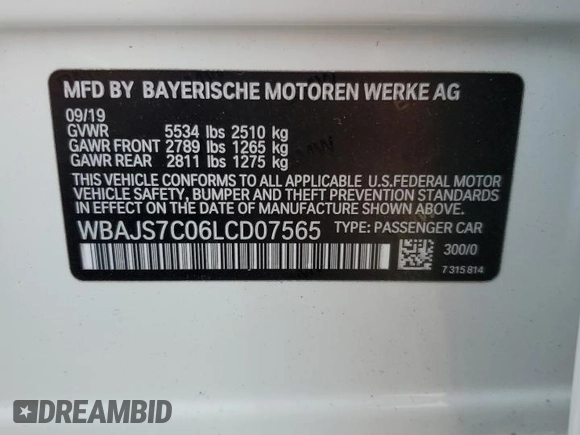 MFD BY BAYERISCHE MOTOREN WERKE AG
09/19
GVWR 5534 lbs 2510 kg
GAWR FRONT 2789 lbs 1265 kg
GAWR REAR 2811 lbs 1275 kg
THIS VEHICLE CONFORMS TO ALL APPLICABLE U.S.FEDERAL MOTOR
VEHICLE SAFETY, BUMPER AND THEFT PREVENTION STANDARDS IN
EFFECT ON THE DATE OF MANUFACTURE SHOWN ABOVE.
WBAJS7C06LCD07565 TYPE: PASSENGER CAR
300/0
7 315 814
DREAMBID